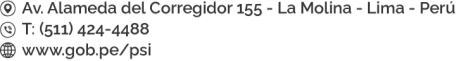 Av. Alameda del Corregidor 155 - La Molina - Lima - Perú
T: (511) 424-4488
www.gob.pe/psi